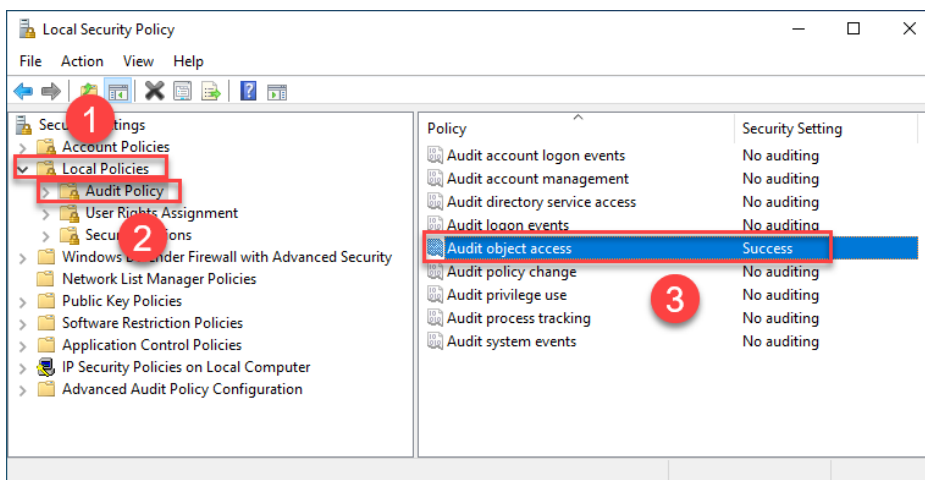 Local Security Policy
File Action View Help
1
Account Policies
Local Policies
Audit Policy
User Rights Assignment
2
Windows Firewall with Advanced Security
Network List Manager Policies
Public Key Policies
Software Restriction Policies
Application Control Policies
IP Security Policies on Local Computer
Advanced Audit Policy Configuration
Policy Security Setting
Audit account logon events No auditing
Audit account management No auditing
Audit directory service access No auditing
Audit logon events No auditing
Audit object access Success
Audit policy change No auditing
Audit privilege use No auditing
3
Audit process tracking No auditing
Audit system events No auditing